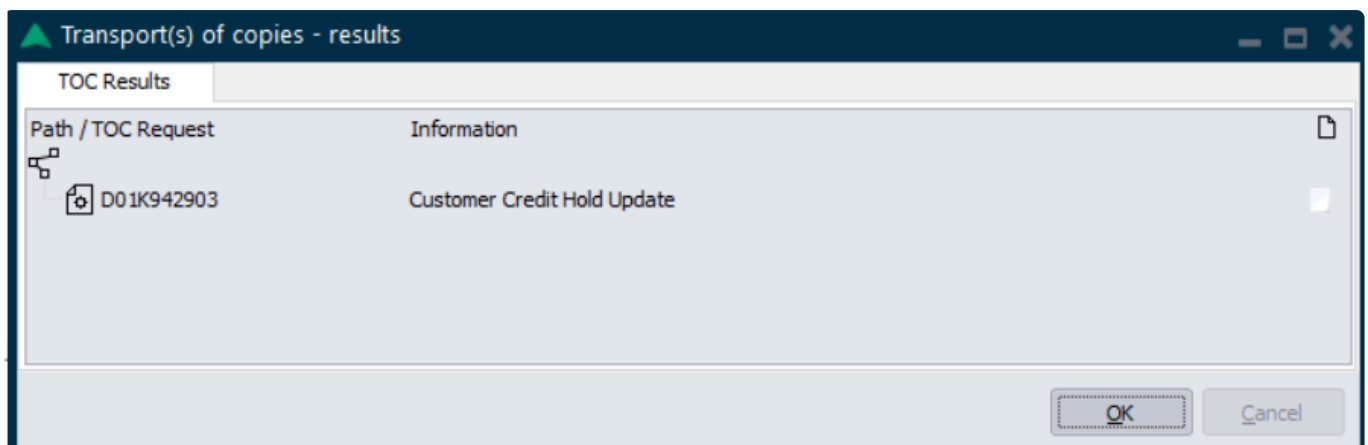 Transport(s) of copies - results
TOC Results
Path / TOC Request Information
D01K942903 Customer Credit Hold Update
OK Cancel